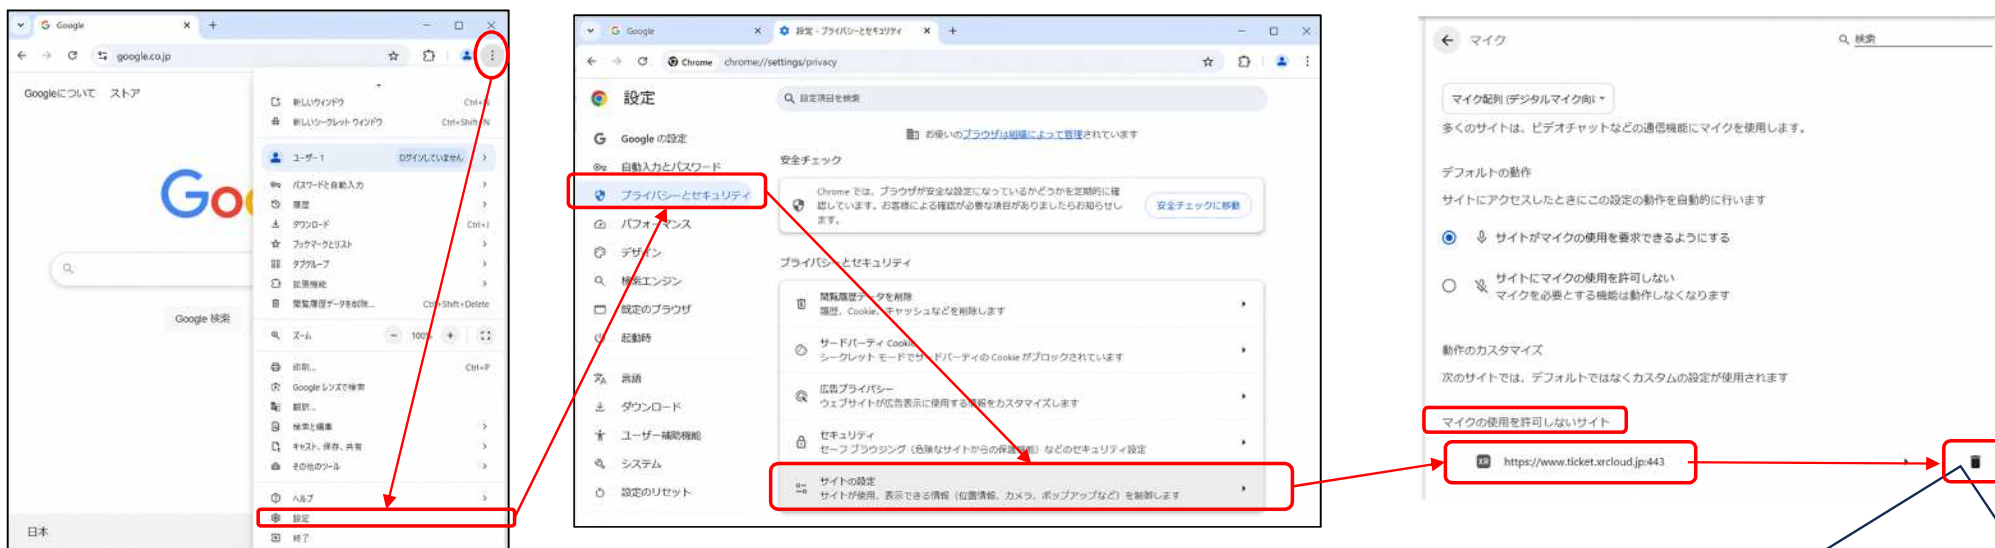 Google
google.co.jp
Googleについて ストア
Goo
Google 検索
日本
新しいウィンドウ Ctrl+N
新しいシークレット ウィンドウ Ctrl+Shift+N
ユーザー 1 ログインしていません
パスワードと自動入力
履歴
ダウンロード Ctrl+J
ブックマークとリスト
タブグループ
拡張機能
閲覧履歴データを削除... Ctrl+Shift+Delete
ズーム - 100% +
印刷... Ctrl+P
Google レンズで検索
翻訳...
検索と編集
キャスト、保存、共有
その他のツール
ヘルプ
設定
終了
Google 設定 - プライバシーとセキュリティ
Chrome chrome://settings/privacy
設定
設定項目を検索
Google の設定
自動入力とパスワード
プライバシーとセキュリティ
パフォーマンス
デザイン
検索エンジン
既定のブラウザ
起動時
言語
ダウンロード
ユーザー補助機能
システム
設定のリセット
お使いのブラウザは組織によって管理されています
安全チェック
Chrome では、ブラウザが安全な設定になっているかどうかを定期的に確
認しています。お客様による確認が必要な項目がありましたらお知らせし
ます。
安全チェックに移動
プライバシーとセキュリティ
閲覧履歴データを削除
履歴、Cookie、キャッシュなどを削除します
サードパーティ Cookie
シークレット モードでサードパーティの Cookie がブロックされています
広告プライバシー
ウェブサイトが広告表示に使用する情報をカスタマイズします
セキュリティ
セーフ ブラウジング（危険なサイトからの保護機能）などのセキュリティ設定
サイトの設定
サイトが使用、表示できる情報（位置情報、カメラ、ポップアップなど）を制御します
マイク
検索
マイク配列 (デジタルマイク向け
多くのサイトは、ビデオチャットなどの通信機能にマイクを使用します。
デフォルトの動作
サイトにアクセスしたときにこの設定の動作を自動的に行います
サイトがマイクの使用を要求できるようにする
サイトにマイクの使用を許可しない
マイクを必要とする機能は動作しなくなります
動作のカスタマイズ
次のサイトでは、デフォルトではなくカスタムの設定が使用されます
マイクの使用を許可しないサイト
XR https://www.ticket.xrcloud.jp:443